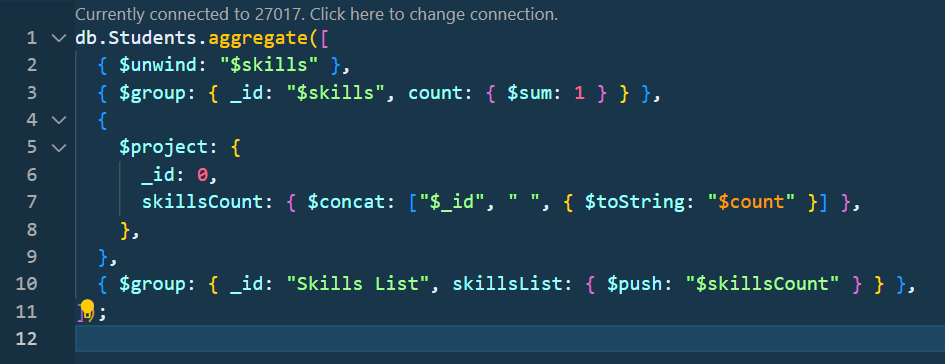 Currently connected to 27017. Click here to change connection.
1 db.Students.aggregate([
2 { $unwind: "$skills" },
3 { $group: { _id: "$skills", count: { $sum: 1 } } },
4 {
5 $project: {
6 _id: 0,
7 skillsCount: { $concat: ["$_id", " ", { $toString: "$count" }] },
8 },
9 },
10 { $group: { _id: "Skills List", skillsList: { $push: "$skillsCount" } } },
11 ]);
12